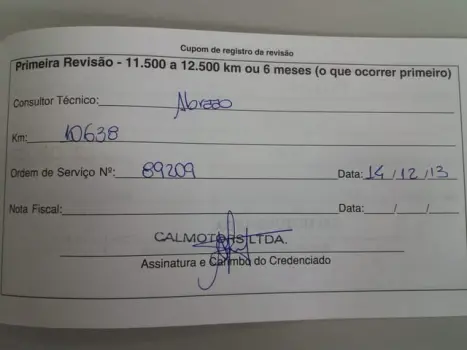 Cupom de registro da revisão
Primeira Revisão - 11.500 a 12.500 km ou 6 meses (o que ocorrer primeiro)
Consultor Técnico:
Km: 10638
Ordem de Serviço Nº: 89209 Data: 14 / 12 / 13
Nota Fiscal: Data: / /
CALMOTORS LTDA.
Assinatura e Carimbo do Credenciado